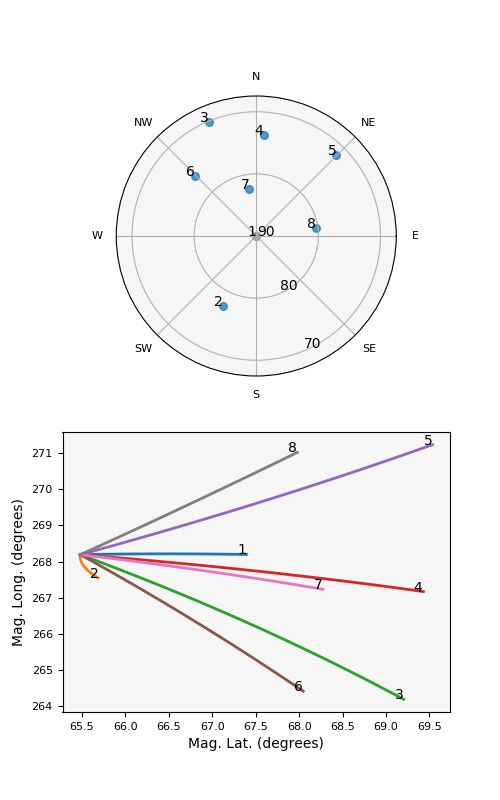 N
NW 3 4 5 NE
6 7
W 1 90 8 E
80
2
70
SW SE
S
271 8 5
270
269
268 1
2
267 7 4
266
265
6 3
264
65.5 66.0 66.5 67.0 67.5 68.0 68.5 69.0 69.5
Mag. Long. (degrees)
Mag. Lat. (degrees)